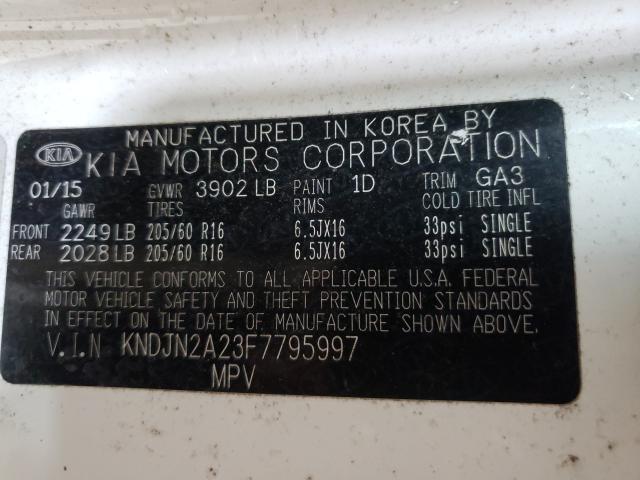 MANUFACTURED IN KOREA BY
KIA KIA MOTORS CORPORATION
01/15 GVWR 3902 LB PAINT 1D TRIM GA3
GAWR TIRES RIMS COLD TIRE INFL
FRONT 2249 LB 205/60 R16 6.5JX16 33psi SINGLE
REAR 2028 LB 205/60 R16 6.5JX16 33psi SINGLE
THIS VEHICLE CONFORMS TO ALL APPLICABLE U.S.A. FEDERAL
MOTOR VEHICLE SAFETY AND THEFT PREVENTION STANDARDS
IN EFFECT ON THE DATE OF MANUFACTURE SHOWN ABOVE.
V.I.N KNDJN2A23F7795997
MPV